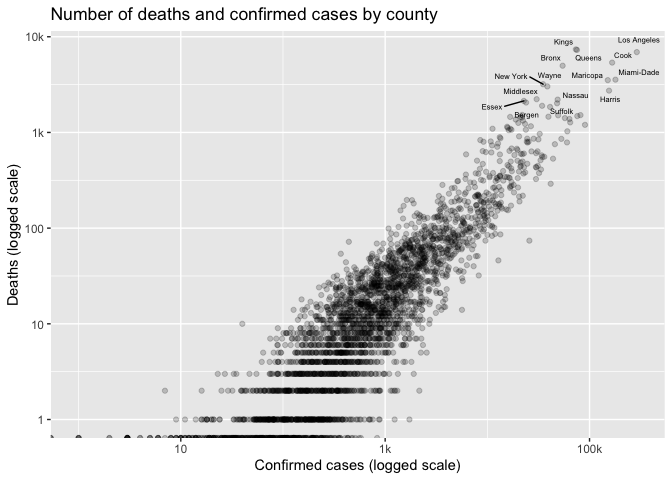 Number of deaths and confirmed cases by county
10k
Kings
Los Angeles
Bronx
Queens
Cook
New York
Wayne
Maricopa
Miami-Dade
Middlesex
Nassau
Harris
Essex
Bergen
Suffolk
1k
100
10
1
Deaths (logged scale)
10
1k
100k
Confirmed cases (logged scale)